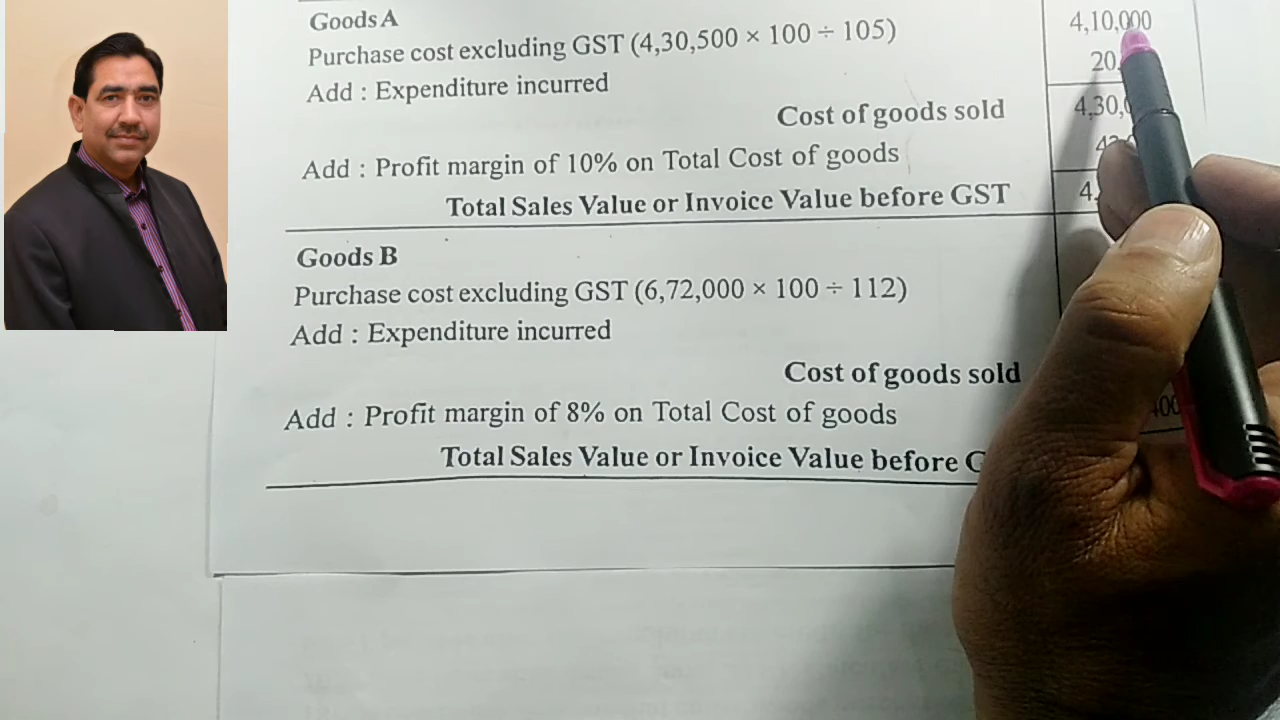 Goods A
Purchase cost excluding GST (4,30,500 × 100 ÷ 105) 4,10,000
Add : Expenditure incurred
Cost of goods sold
Add : Profit margin of 10% on Total Cost of goods
Total Sales Value or Invoice Value before GST
Goods B
Purchase cost excluding GST (6,72,000 × 100 ÷ 112)
Add : Expenditure incurred
Cost of goods sold
Add : Profit margin of 8% on Total Cost of goods
Total Sales Value or Invoice Value before